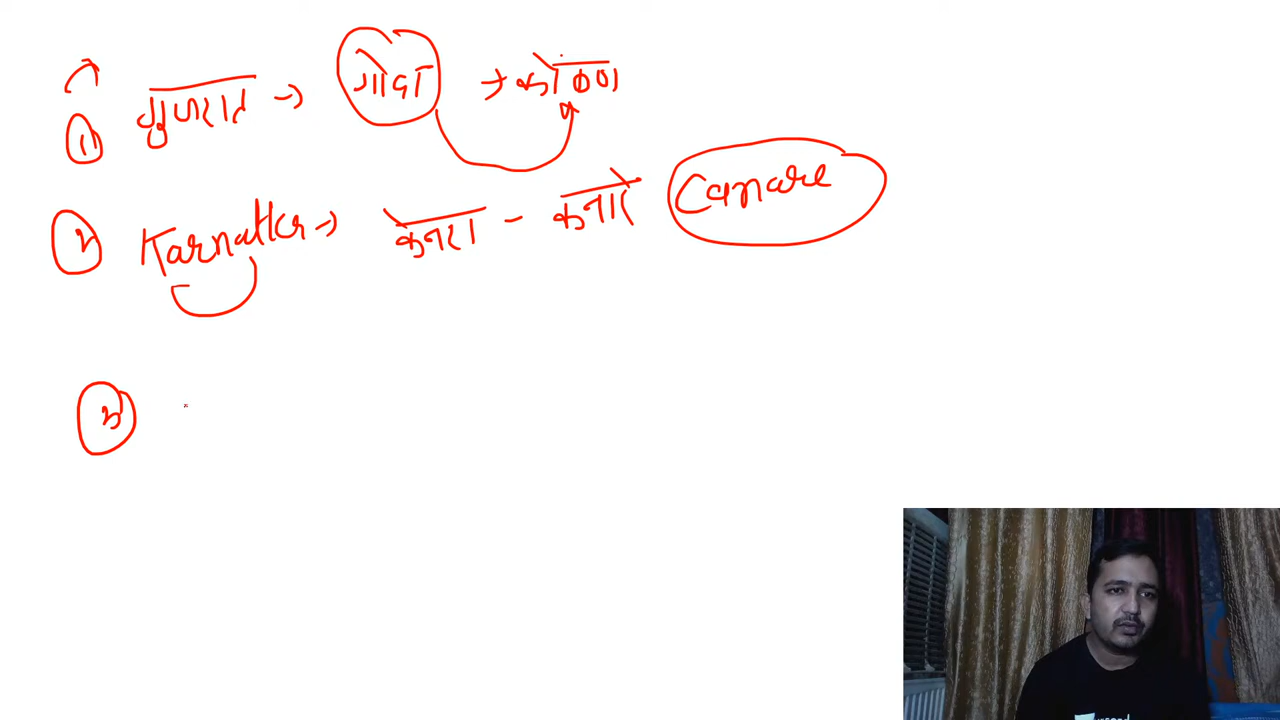 ① गुजरात → गोवा → कोंकण
② Karnatka → कनरा - कनार Canare
③